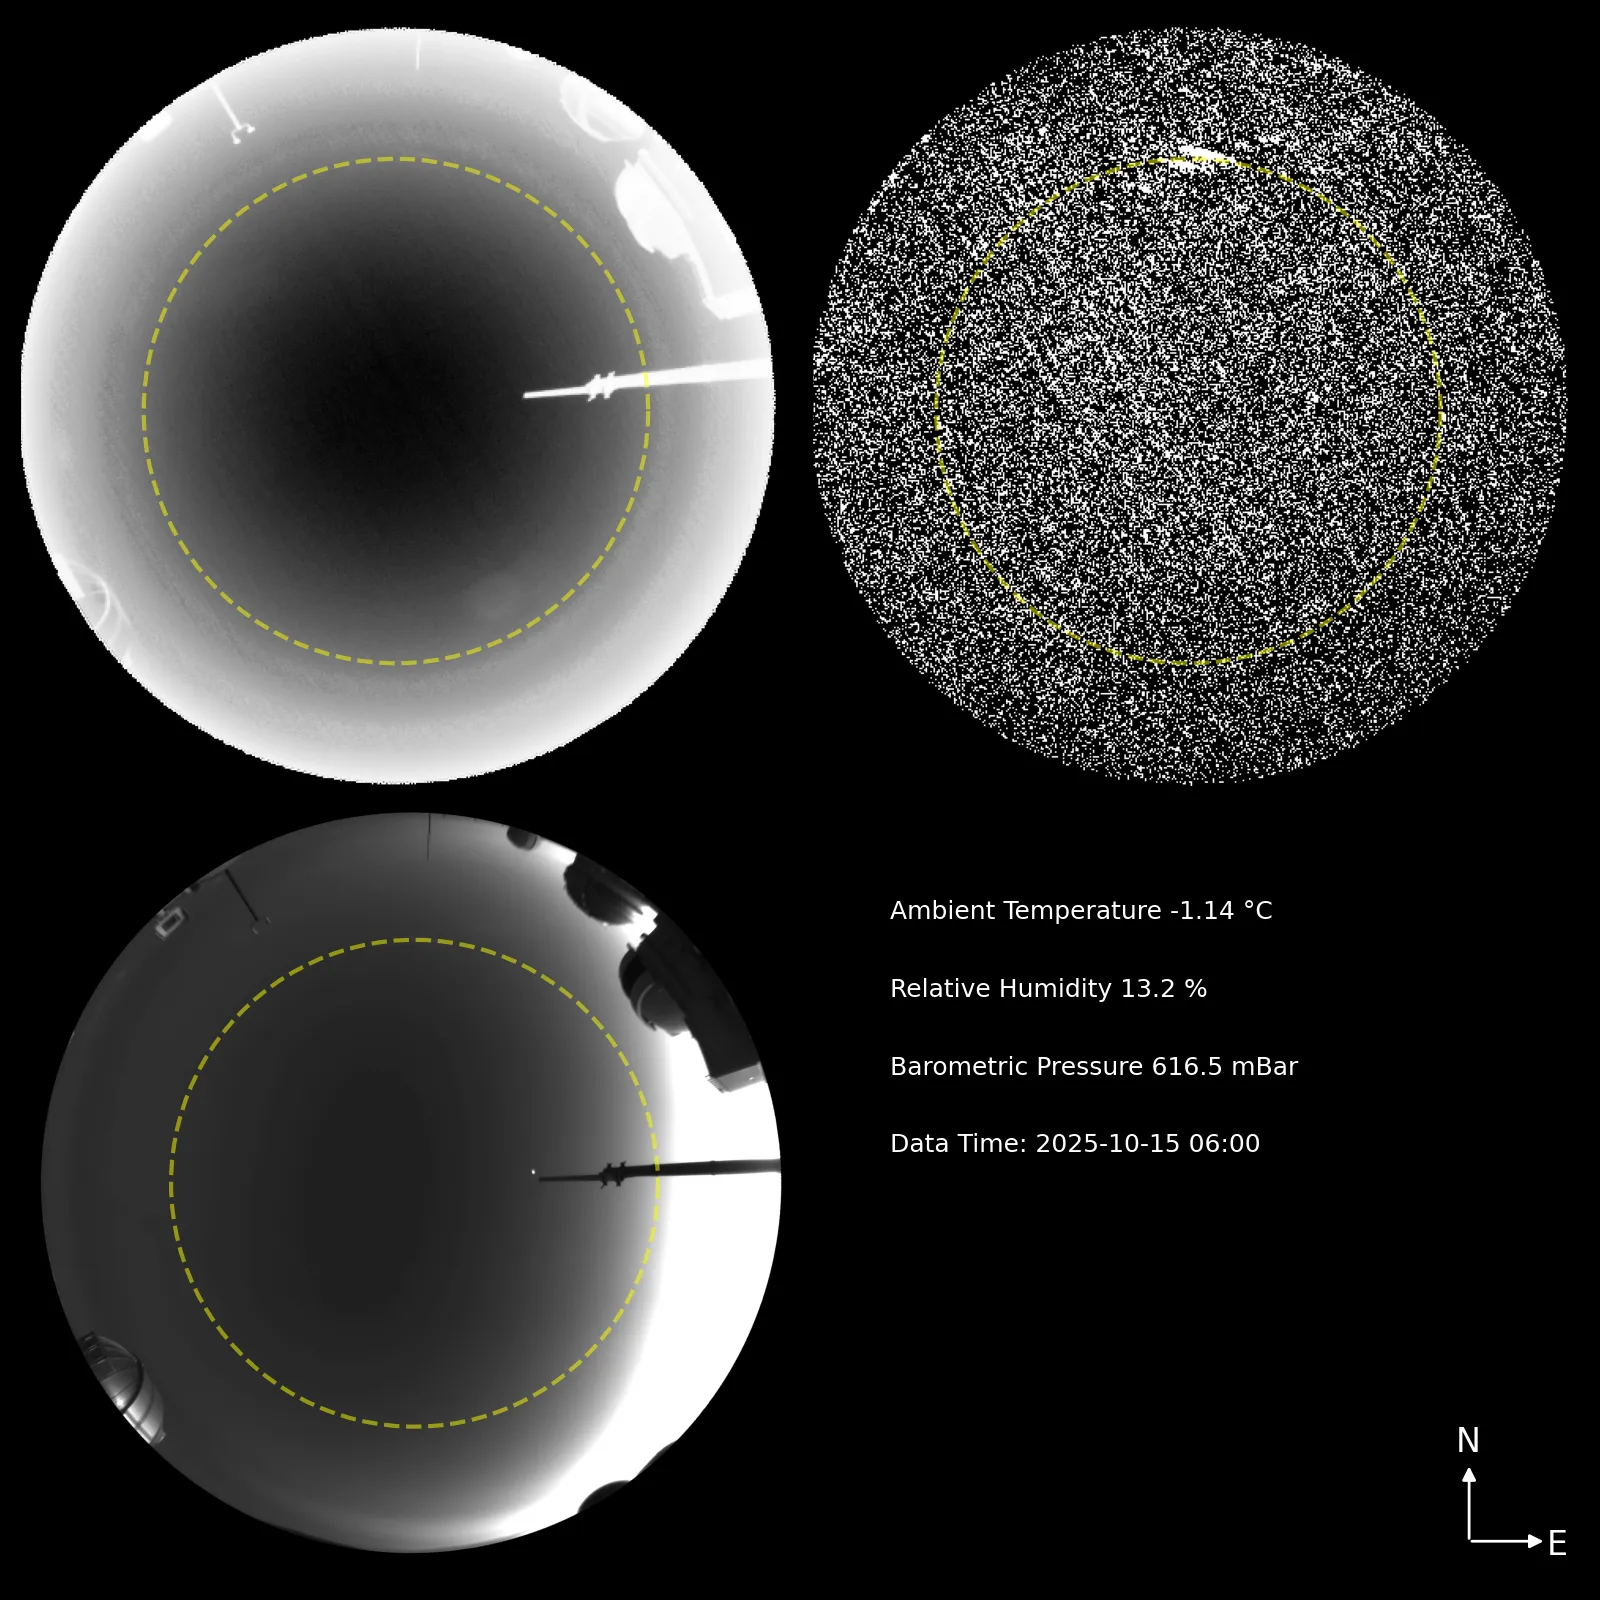 Ambient Temperature -1.14 °C
Relative Humidity 13.2 %
Barometric Pressure 616.5 mBar
Data Time: 2025-10-15 06:00
N
E